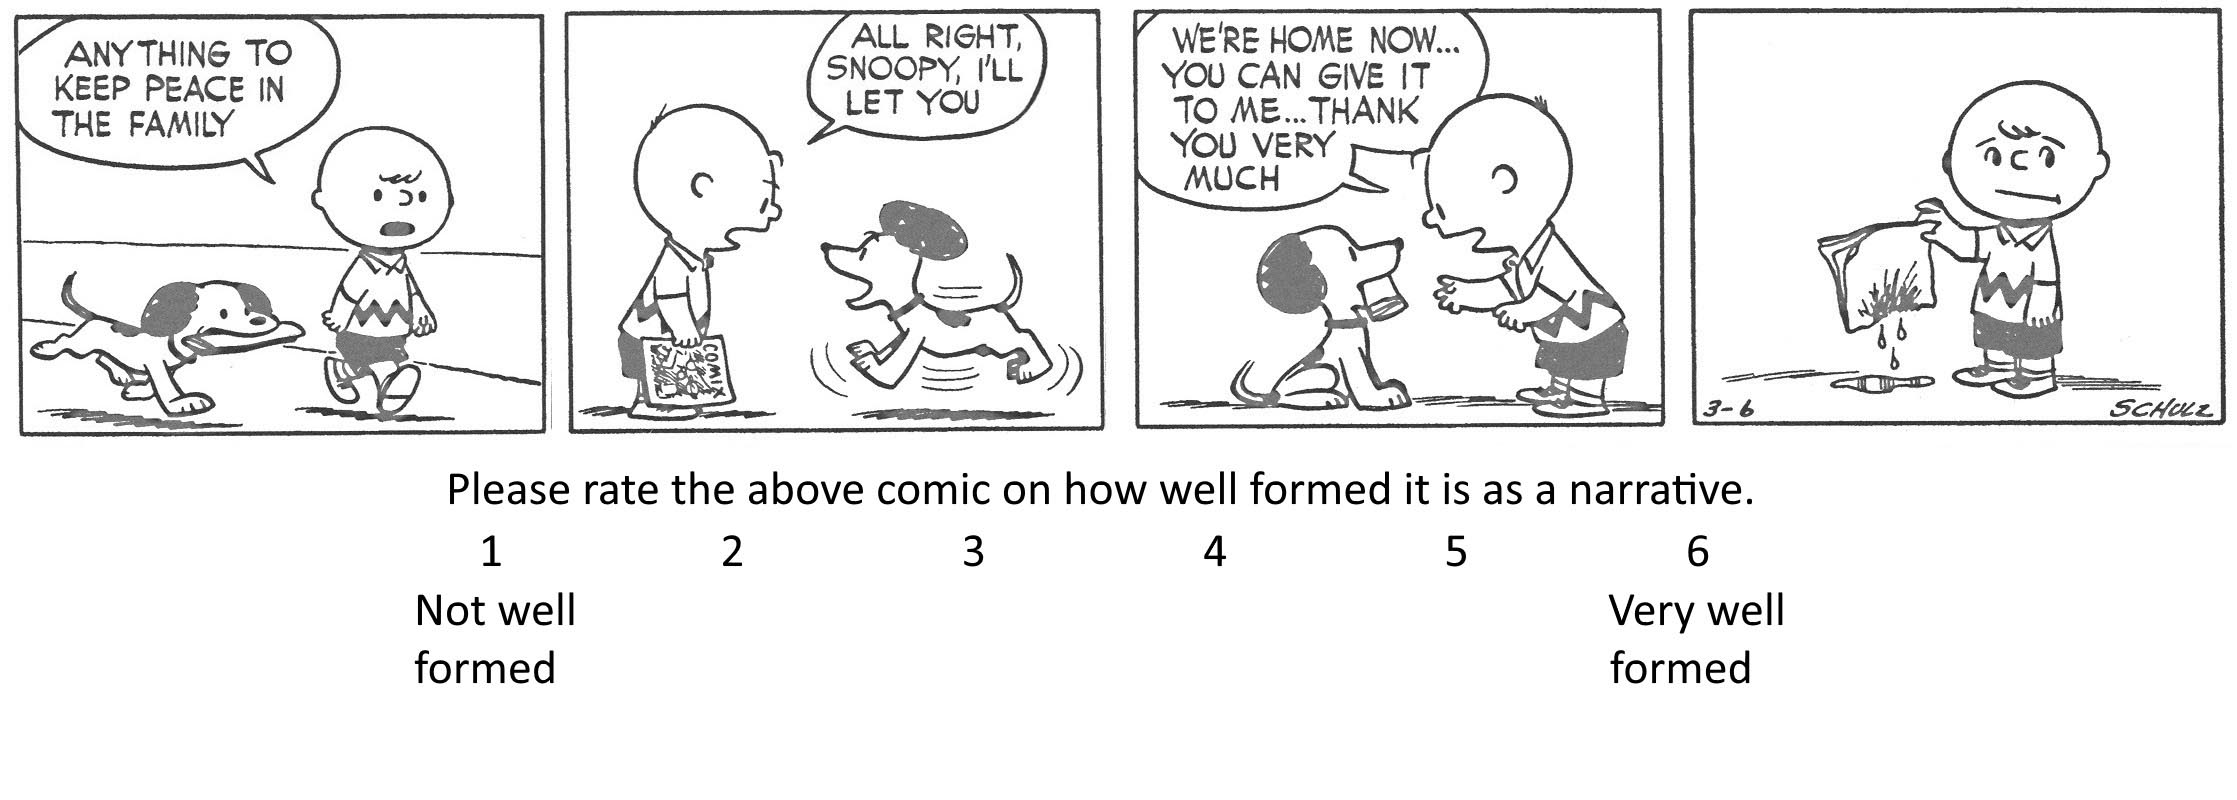 ANYTHING TO
KEEP PEACE IN
THE FAMILY
ALL RIGHT,
SNOOPY, I'LL
LET YOU
COMIX
WE'RE HOME NOW...
YOU CAN GIVE IT
TO ME...THANK
YOU VERY
MUCH
3-6
SCHULZ
Please rate the above comic on how well formed it is as a narrative.
1 2 3 4 5 6
Not well
formed
Very well
formed